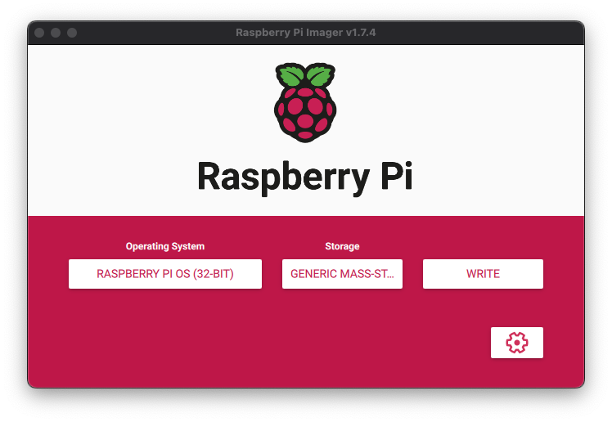 Raspberry Pi Imager v1.7.4
Raspberry Pi
Operating System
Storage
RASPBERRY PI OS (32-BIT)
GENERIC MASS-ST...
WRITE